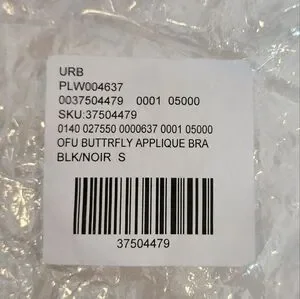 URB
PLW004637
0037504479 0001 05000
SKU:37504479
0140 027550 0000637 0001 05000
OFU BUTTRFLY APPLIQUE BRA
BLK/NOIR S
37504479